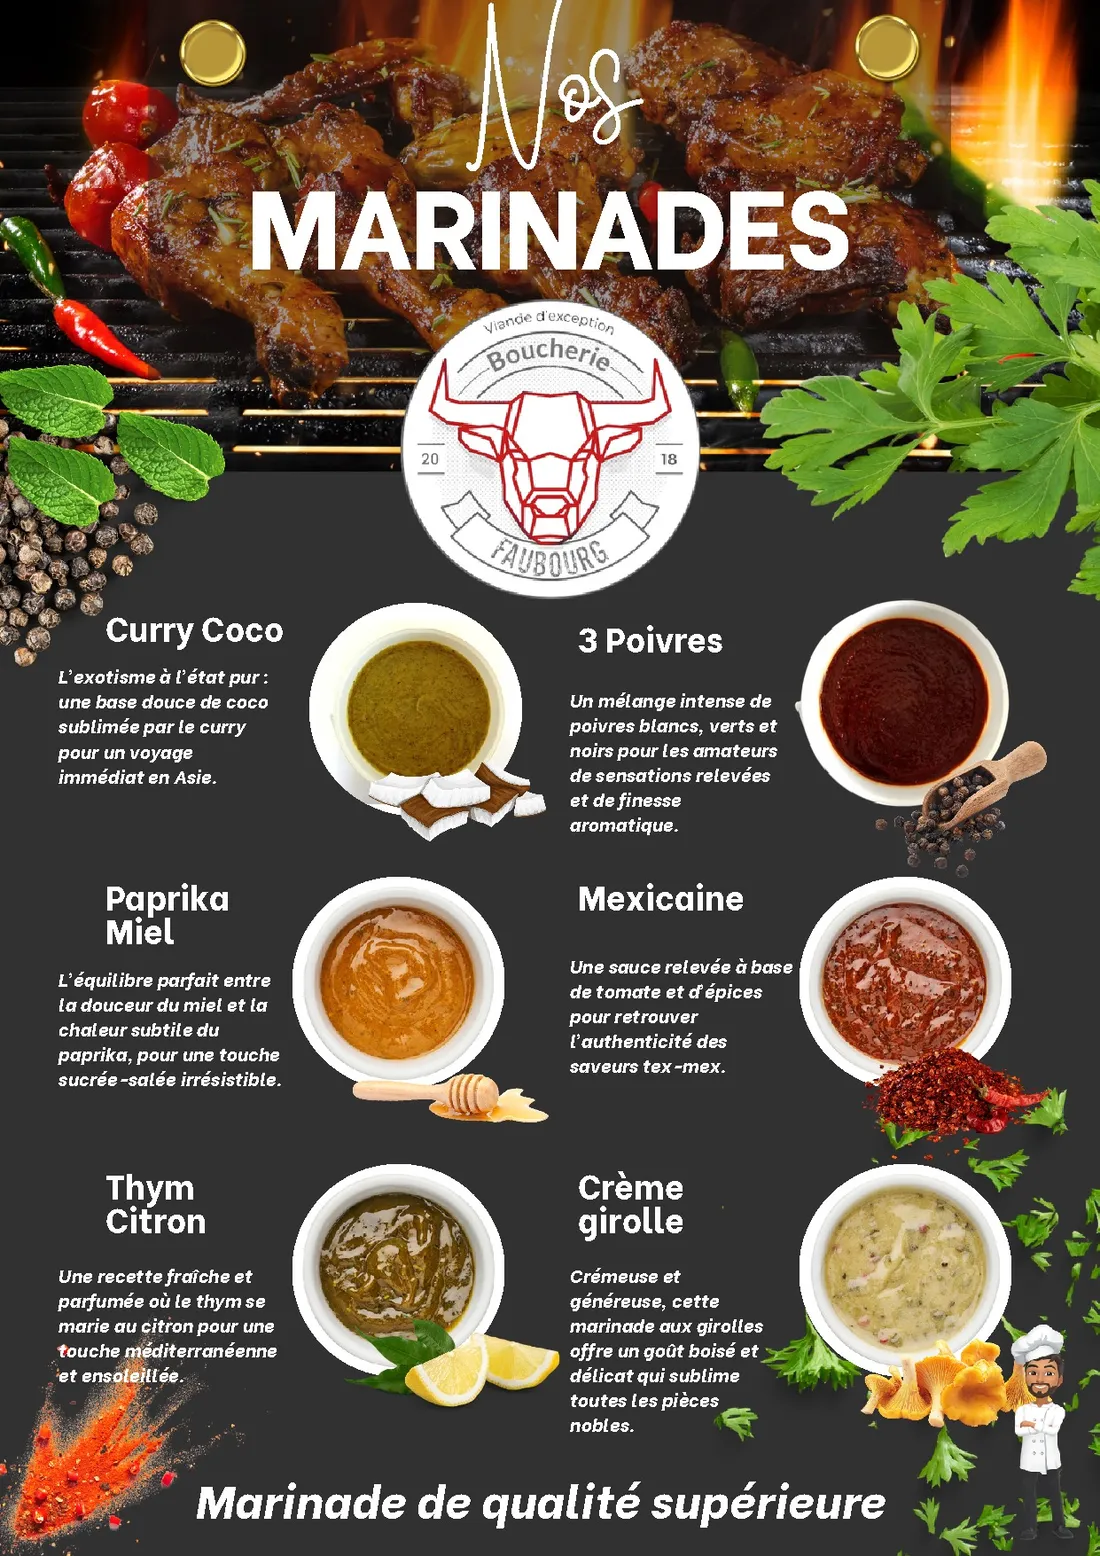 Nos
MARINADES
Viande d'exception
Boucherie
20
18
FAUBOURG
Curry Coco
L'exotisme à l'état pur :
une base douce de coco
sublimée par le curry
pour un voyage
immédiat en Asie.
3 Poivres
Un mélange intense de
poivres blancs, verts et
noirs pour les amateurs
de sensations relevées
et de finesse
aromatique.
Paprika
Miel
L'équilibre parfait entre
la douceur du miel et la
chaleur subtile du
paprika, pour une touche
sucrée-salée irrésistible.
Mexicaine
Une sauce relevée à base
de tomate et d'épices
pour retrouver
l'authenticité des
saveurs tex-mex.
Thym
Citron
Une recette fraîche et
parfumée où le thym se
marie au citron pour une
touche méditerranéenne
et ensoleillée.
Crème
girolle
Crémeuse et
généreuse, cette
marinade aux girolles
offre un goût boisé et
délicat qui sublime
toutes les pièces
nobles.
Marinade de qualité supérieure